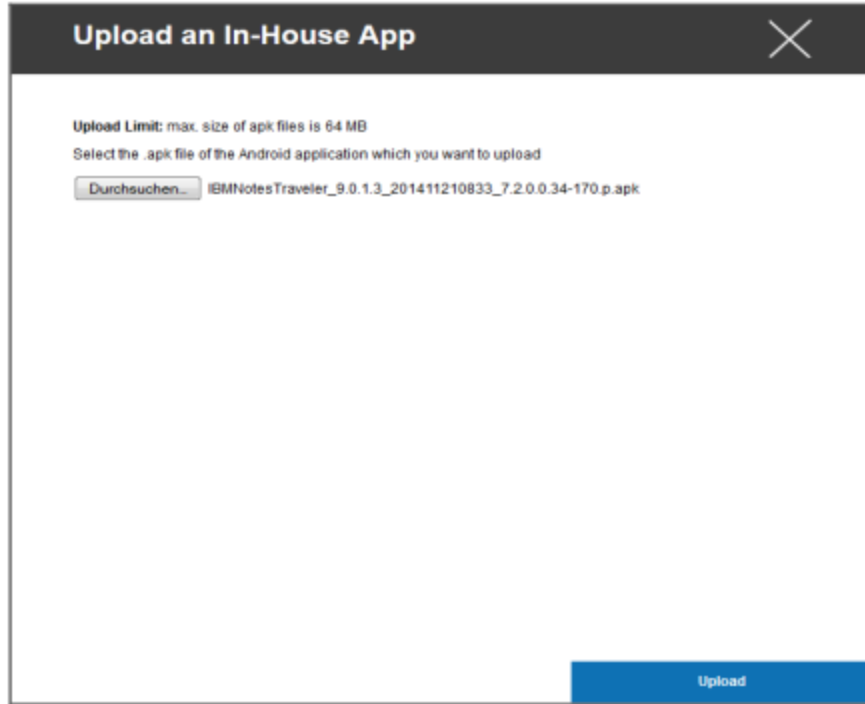 Upload an In-House App
Upload Limit: max. size of apk files is 64 MB
Select the .apk file of the Android application which you want to upload
Durchsuchen... IBMNotesTraveler_9.0.1.3_201411210833_7.2.0.0.34-170.p.apk
Upload